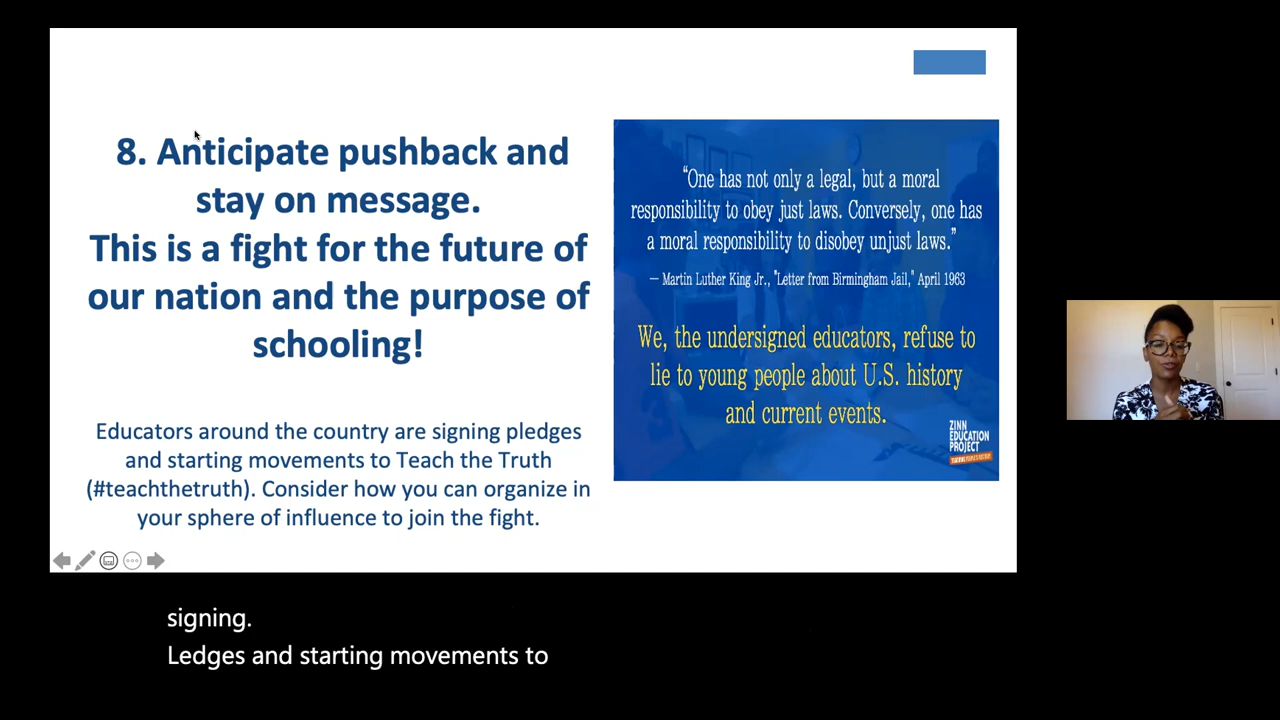 8. Anticipate pushback and
stay on message.
This is a fight for the future of
our nation and the purpose of
schooling!
Educators around the country are signing pledges
and starting movements to Teach the Truth
(#teachthetruth). Consider how you can organize in
your sphere of influence to join the fight.
“One has not only a legal, but a moral
responsibility to obey just laws. Conversely, one has
a moral responsibility to disobey unjust laws.”
— Martin Luther King Jr., "Letter from Birmingham Jail," April 1963
We, the undersigned educators, refuse to
lie to young people about U.S. history
and current events.
ZINN
EDUCATION
PROJECT
signing.
Ledges and starting movements to